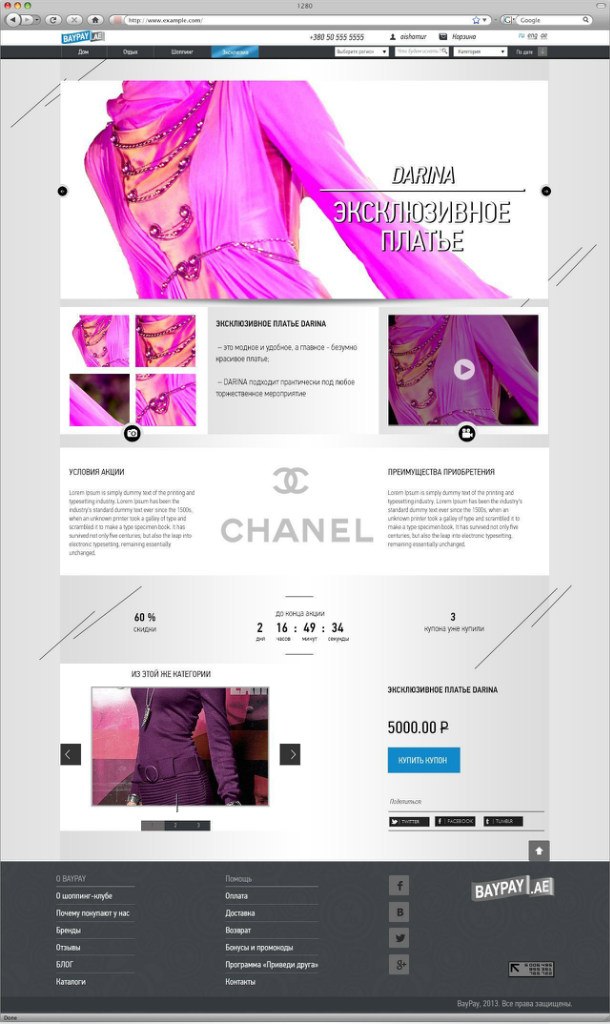 1280
http://www.example.com/
Google
BAYPAY .AE
+380 50 555 5555
aishamur
Корзина
ru eng ae
Дом
Отдых
Шоппинг
Эксклюзив
Выберите регион
Категория
По дате
DARINA
ЭКСКЛЮЗИВНОЕ
ПЛАТЬЕ
ЭКСКЛЮЗИВНОЕ ПЛАТЬЕ DARINA
– это модное и удобное, а главное - безумно
красивое платье;
– DARINA подходит практически под любое
торжественное мероприятие
УСЛОВИЯ АКЦИИ
Lorem Ipsum is simply dummy text of the printing and
typesetting industry. Lorem Ipsum has been the
industry's standard dummy text ever since the 1500s,
when an unknown printer took a galley of type and
scrambled it to make a type specimen book. It has
survived not only five centuries, but also the leap into
electronic typesetting, remaining essentially
unchanged.
CHANEL
ПРЕИМУЩЕСТВА ПРИОБРЕТЕНИЯ
Lorem Ipsum is simply dummy text of the printing and
typesetting industry. Lorem Ipsum has been the
industry's standard dummy text ever since the 1500s,
when an unknown printer took a galley of type and
scrambled it to make a type specimen book. It has
survived not only five centuries, but also the leap into electronic typesetting,
remaining essentially unchanged.
60 %
скидки
до конца акции
2 16 : 49 : 34
дня часов минут секунды
3
купона уже купили
ИЗ ЭТОЙ ЖЕ КАТЕГОРИИ
2 3
ЭКСКЛЮЗИВНОЕ ПЛАТЬЕ DARINA
5000.00 ₽
КУПИТЬ КУПОН
Поделиться:
TWITTER
FACEBOOK
TUMBLR
О BAYPAY
О шоппинг-клубе
Почему покупают у нас
Бренды
Отзывы
БЛОГ
Каталоги
Помощь
Оплата
Доставка
Возврат
Бонусы и промокоды
Программа «Приведи друга»
Контакты
BAYPAY .AE
BayPay, 2013. Все права защищены.
Done